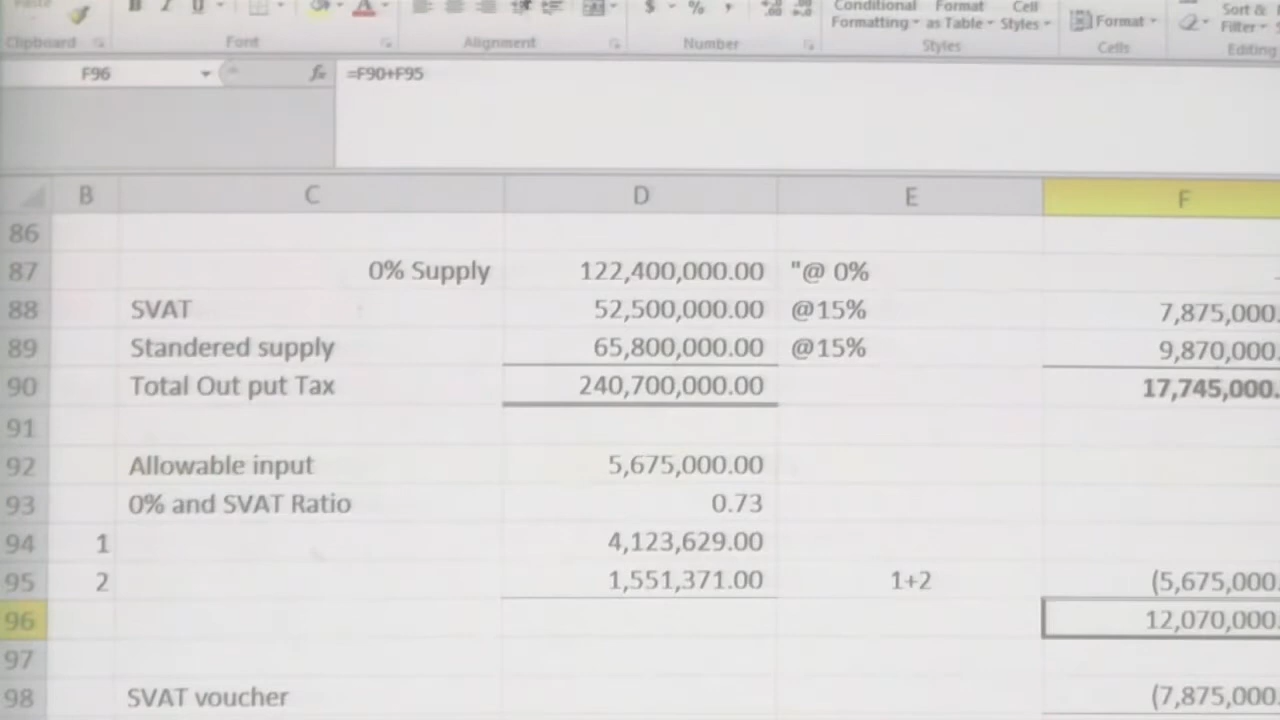 Conditional Format Cell Sort &
Formatting as Table Styles Format Filter
Clipboard Font Alignment Number Styles Cells Editing
F96 fx =F90+F95
B C D E F
86
87 0% Supply 122,400,000.00 "@ 0%
88 SVAT 52,500,000.00 @15% 7,875,000.
89 Standered supply 65,800,000.00 @15% 9,870,000.
90 Total Out put Tax 240,700,000.00 17,745,000.
91
92 Allowable input 5,675,000.00
93 0% and SVAT Ratio 0.73
94 1 4,123,629.00
95 2 1,551,371.00 1+2 (5,675,000.
96 12,070,000.
97
98 SVAT voucher (7,875,000.